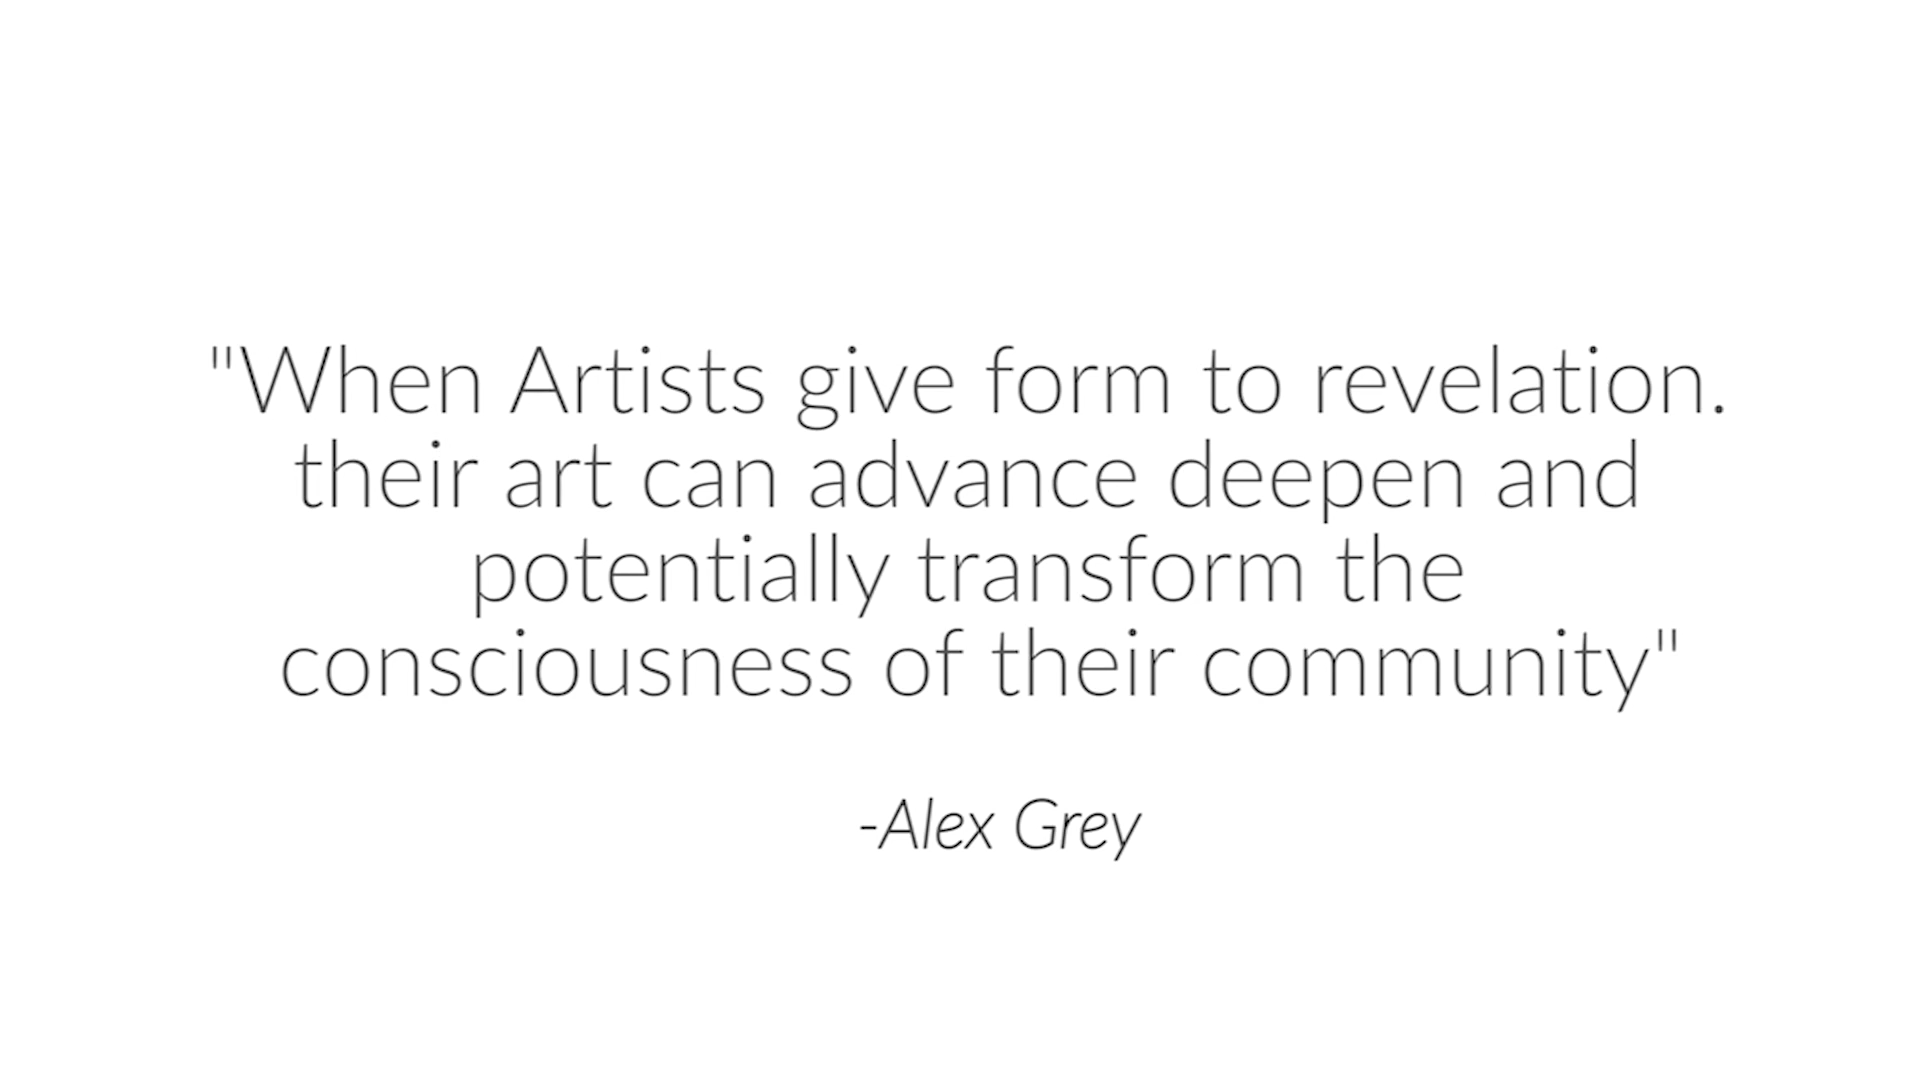 "When Artists give form to revelation.
their art can advance deepen and
potentially transform the
consciousness of their community"
-Alex Grey